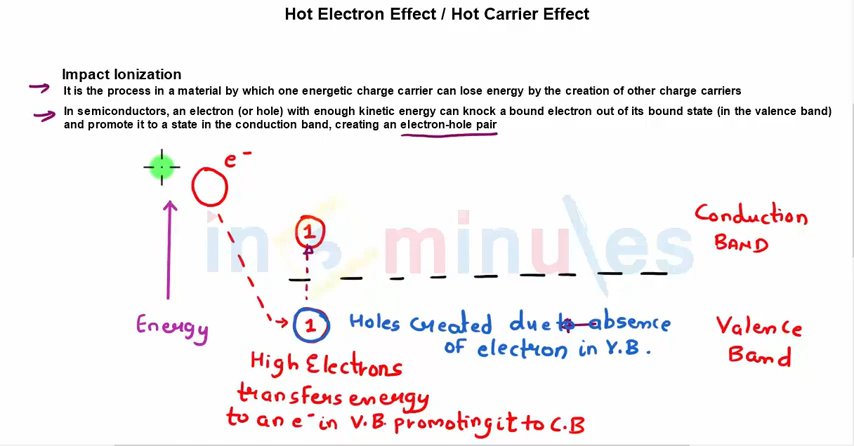 Hot Electron Effect / Hot Carrier Effect
Impact Ionization
It is the process in a material by which one energetic charge carrier can lose energy by the creation of other charge carriers
In semiconductors, an electron (or hole) with enough kinetic energy can knock a bound electron out of its bound state (in the valence band)
and promote it to a state in the conduction band, creating an electron-hole pair
e⁻
1
Conduction
BAND
in 5 minutes
Energy
1
Holes created due to absence
of electron in V.B.
Valence
Band
High Electrons
transfers energy
to an e⁻ in V.B. promoting it to C.B